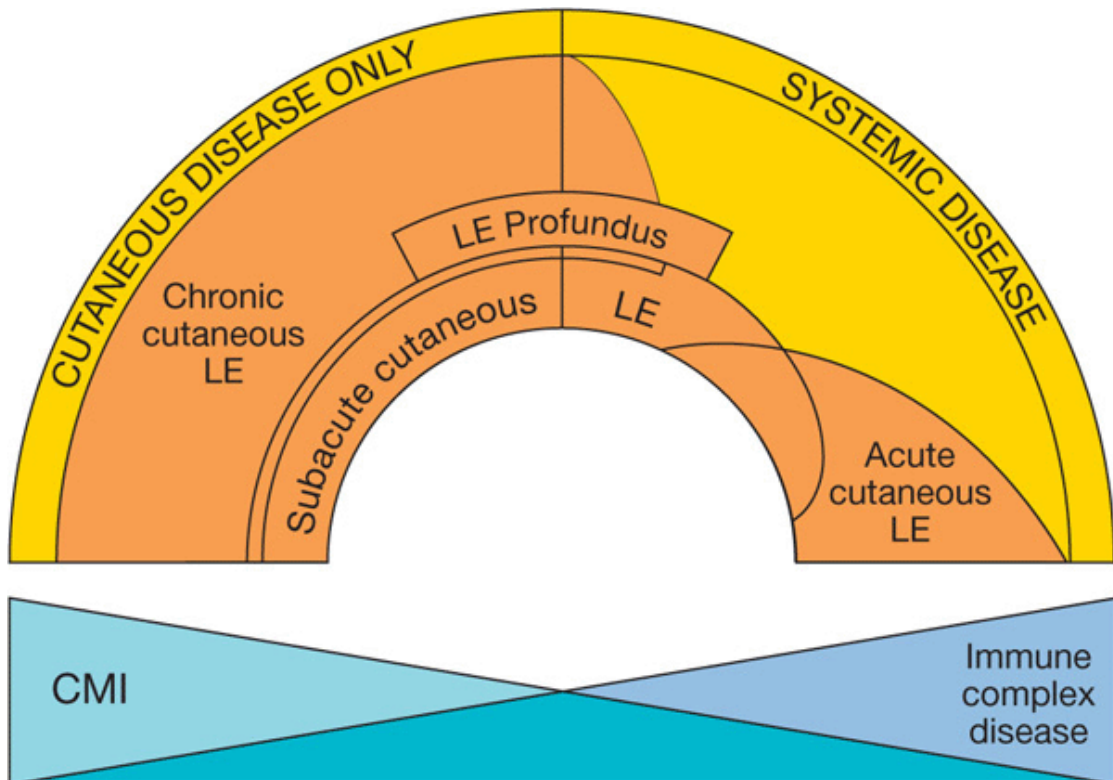 CUTANEOUS DISEASE ONLY
SYSTEMIC DISEASE
LE Profundus
Chronic
cutaneous
LE
Subacute cutaneous
LE
Acute
cutaneous
LE
CMI
Immune
complex
disease